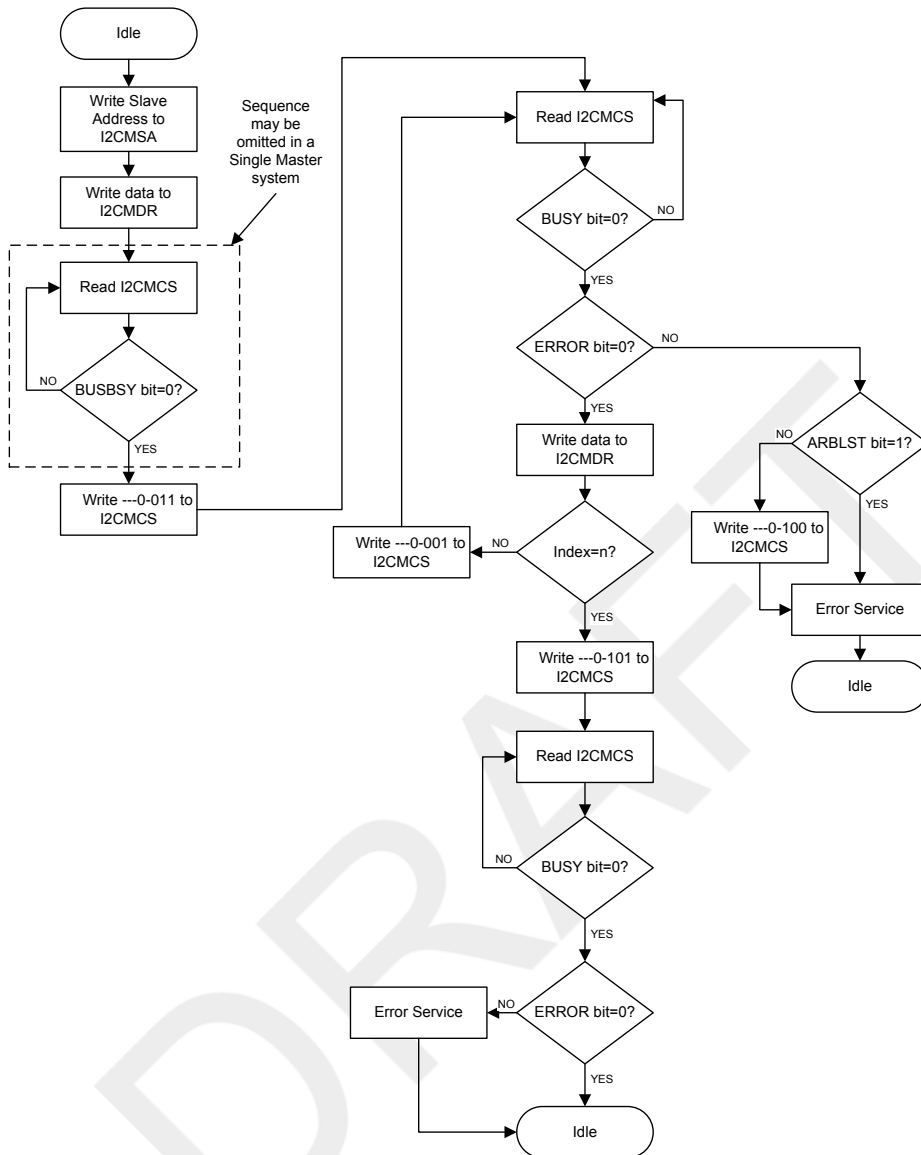 Idle
Write Slave
Address to
I2CMSA
Sequence
may be
omitted in a
Single Master
system
Write data to
I2CMDR
Read I2CMCS
BUSBSY bit=0?
NO
YES
Write ---0-011 to
I2CMCS
Read I2CMCS
BUSY bit=0?
NO
YES
ERROR bit=0?
NO
YES
Write data to
I2CMDR
ARBLST bit=1?
NO
YES
Write ---0-100 to
I2CMCS
Error Service
Idle
Index=n?
NO
Write ---0-001 to
I2CMCS
YES
Write ---0-101 to
I2CMCS
Read I2CMCS
BUSY bit=0?
NO
YES
ERROR bit=0?
NO
Error Service
YES
Idle
DRAFT